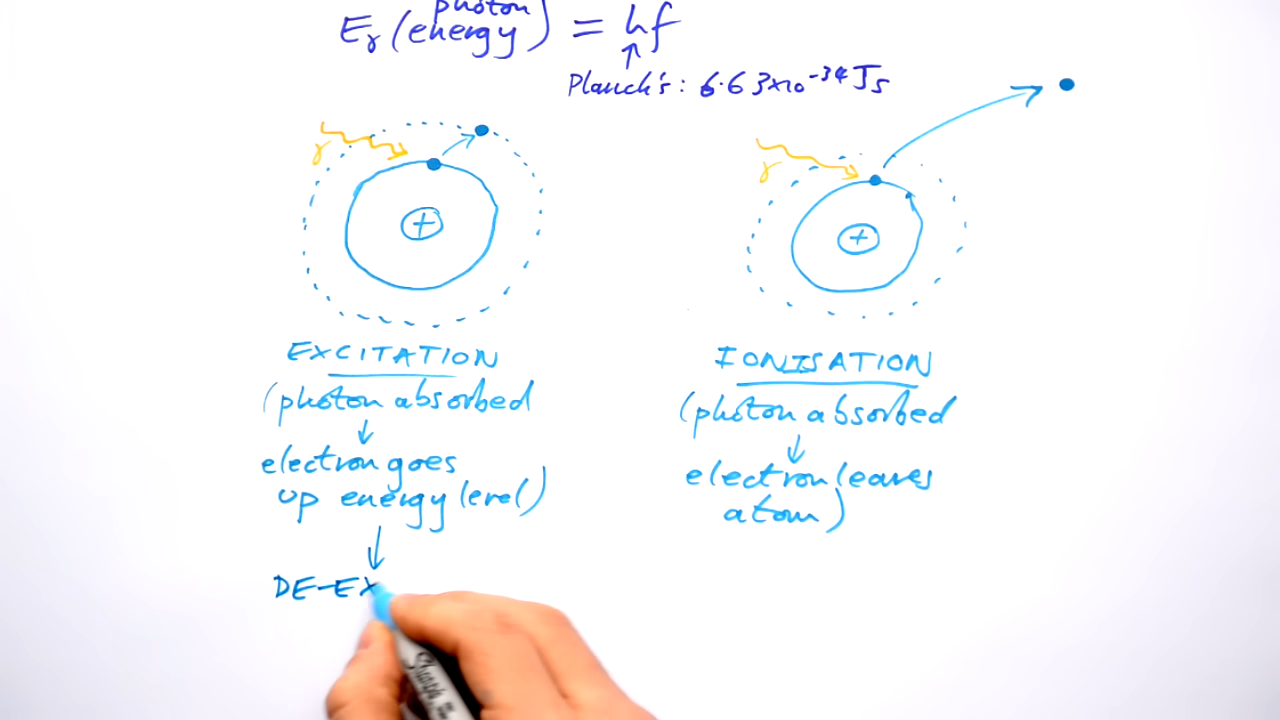 photon
Eγ (energy) = hf
↑
Planck's : 6.63×10⁻³⁴ Js
γ
γ
+
+
EXCITATION
(photon absorbed
↓
electron goes
up energy level)
↓
DE-EX
IONISATION
(photon absorbed
↓
electron leaves
atom)
Sharpie